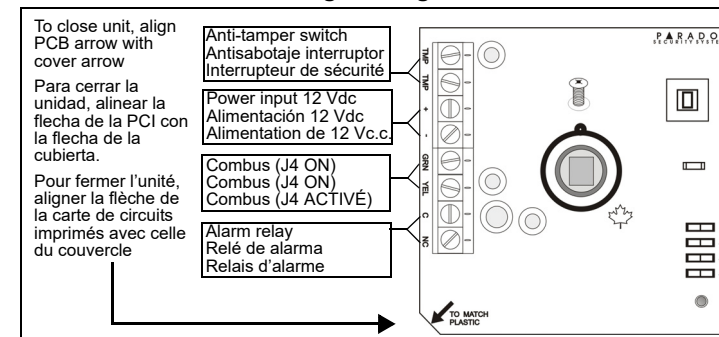 To close unit, align
PCB arrow with
cover arrow
Para cerrar la
unidad, alinear la
flecha de la PCI con
la flecha de la
cubierta.
Pour fermer l'unité,
aligner la flèche de
la carte de circuits
imprimés avec celle
du couvercle
Anti-tamper switch
Antisabotaje interruptor
Interrupteur de sécurité
Power input 12 Vdc
Alimentación 12 Vdc
Alimentation de 12 Vc.c.
Combus (J4 ON)
Combus (J4 ON)
Combus (J4 ACTIVÉ)
Alarm relay
Relé de alarma
Relais d'alarme
TMP
TMP
+
-
GRN
YEL
C
NC
TO MATCH
PLASTIC
PARADO
SECURITY SYSTE